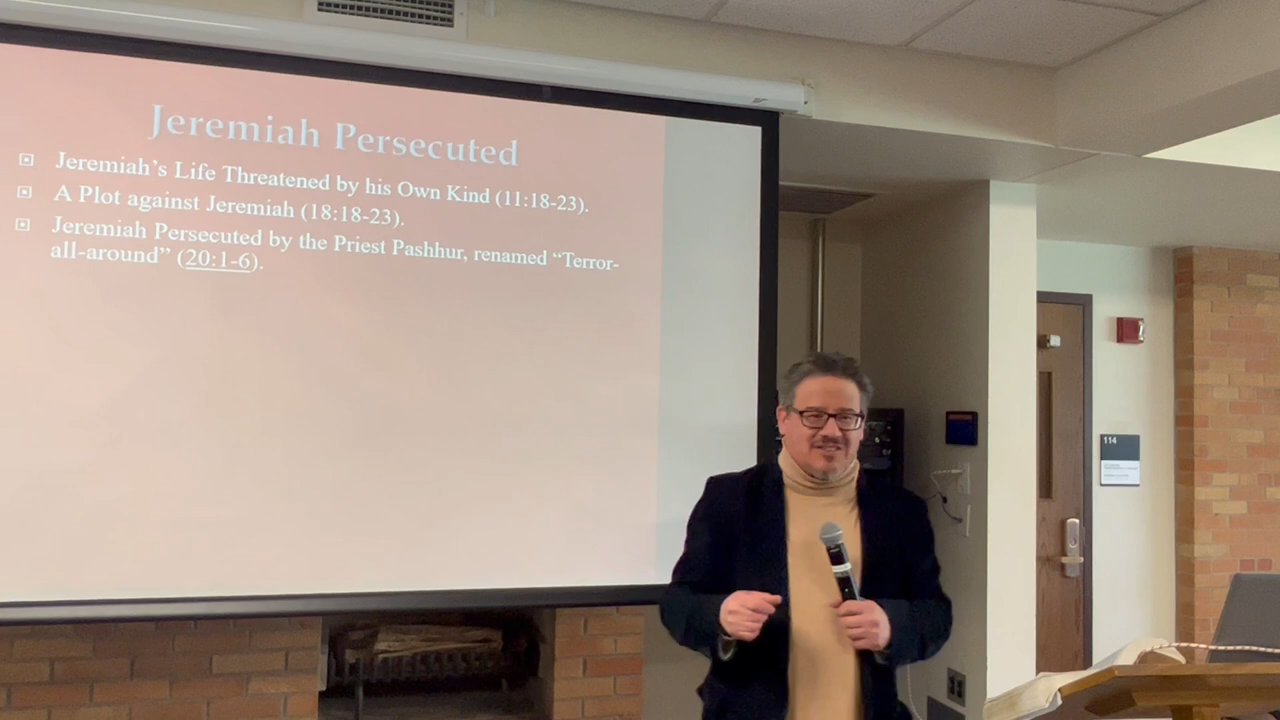 Jeremiah Persecuted
Jeremiah's Life Threatened by his Own Kind (11:18-23).
A Plot against Jeremiah (18:18-23).
Jeremiah Persecuted by the Priest Pashhur, renamed “Terror-
all-around” (20:1-6).
114